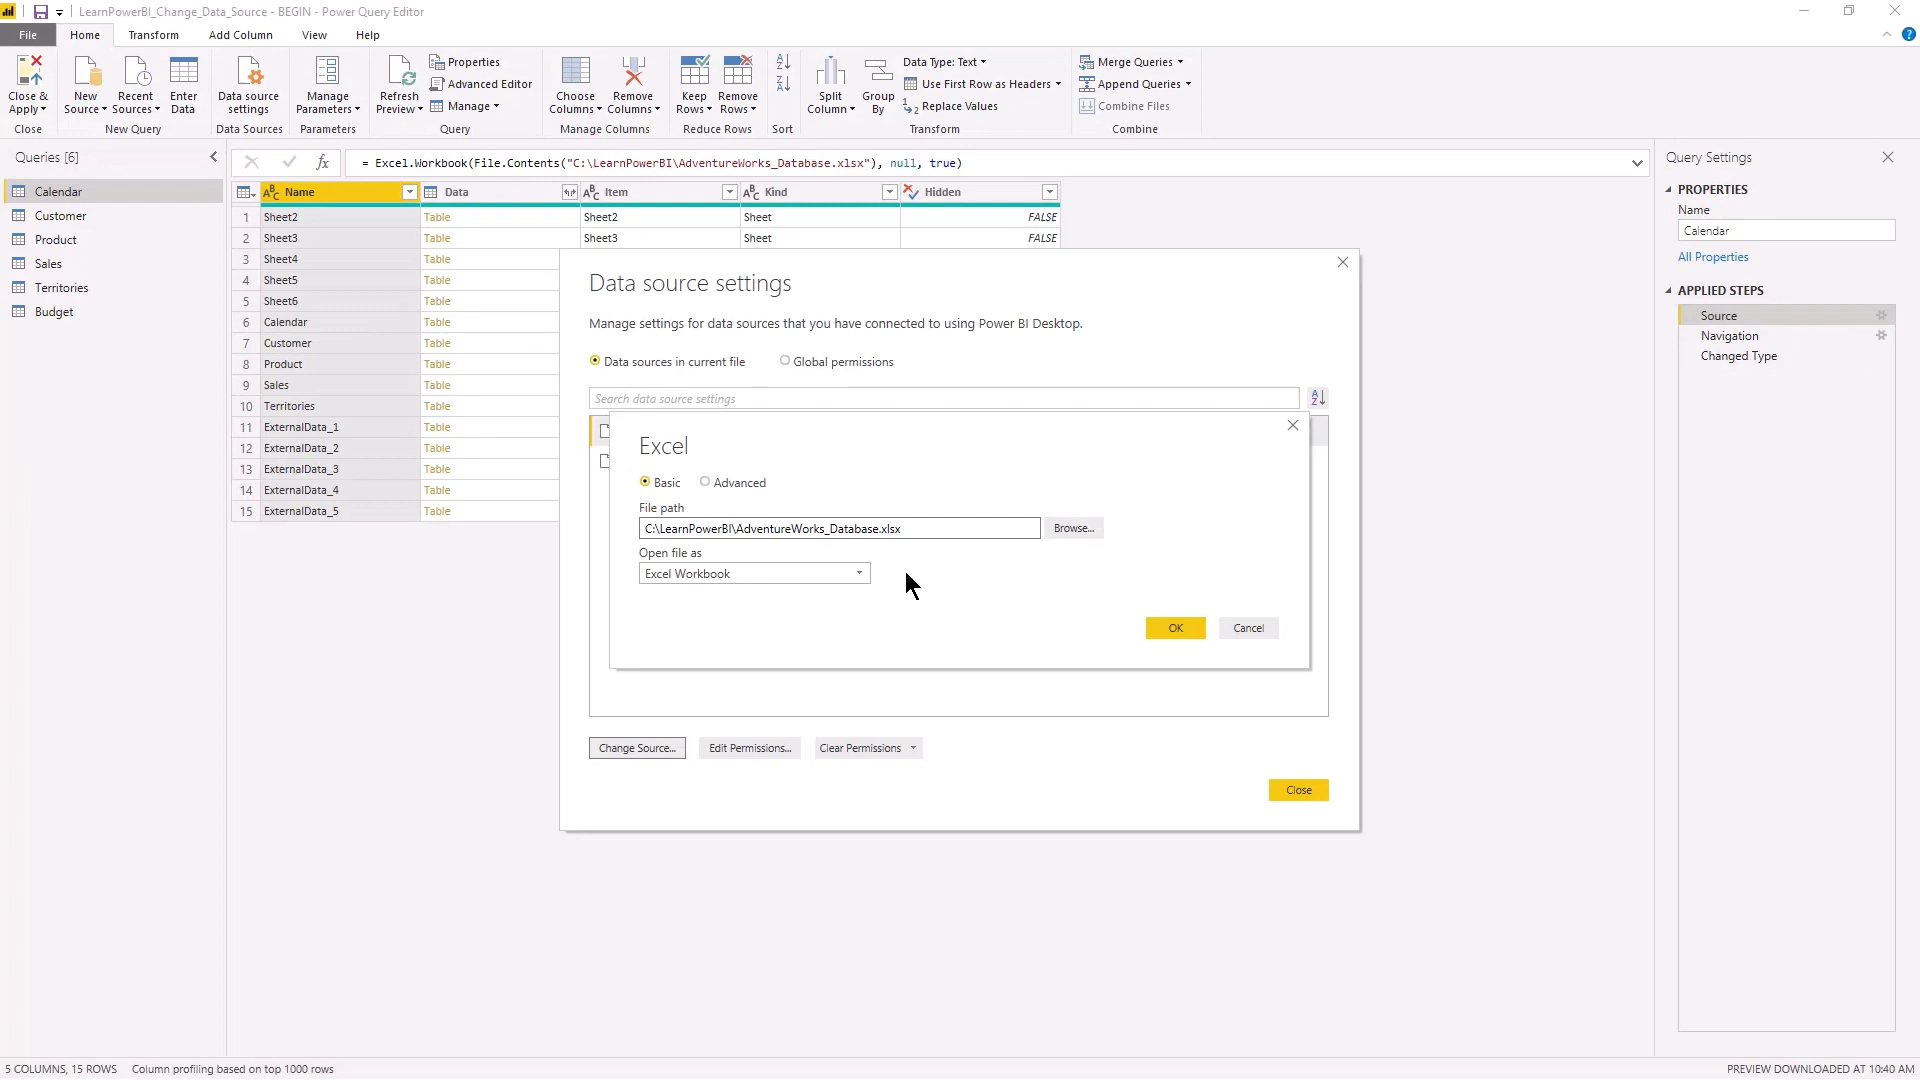 LearnPowerBI_Change_Data_Source - BEGIN - Power Query Editor
File Home Transform Add Column View Help
Close & Apply
Close
New Source
Recent Sources
Enter Data
New Query
Data source settings
Data Sources
Manage Parameters
Parameters
Refresh Preview
Properties
Advanced Editor
Manage
Query
Choose Columns
Remove Columns
Manage Columns
Keep Rows
Remove Rows
Reduce Rows
Sort
Split Column
Group By
Data Type: Text
Use First Row as Headers
Replace Values
Transform
Merge Queries
Append Queries
Combine Files
Combine
Queries [6]
Calendar
Customer
Product
Sales
Territories
Budget
fx = Excel.Workbook(File.Contents("C:\LearnPowerBI\AdventureWorks_Database.xlsx"), null, true)
Name Data Item Kind Hidden
1 Sheet2 Table Sheet2 Sheet FALSE
2 Sheet3 Table Sheet3 Sheet FALSE
3 Sheet4 Table
4 Sheet5 Table
5 Sheet6 Table
6 Calendar Table
7 Customer Table
8 Product Table
9 Sales Table
10 Territories Table
11 ExternalData_1 Table
12 ExternalData_2 Table
13 ExternalData_3 Table
14 ExternalData_4 Table
15 ExternalData_5 Table
Data source settings
Manage settings for data sources that you have connected to using Power BI Desktop.
Data sources in current file Global permissions
Search data source settings
Excel
Basic Advanced
File path
C:\LearnPowerBI\AdventureWorks_Database.xlsx Browse...
Open file as
Excel Workbook
OK Cancel
Change Source... Edit Permissions... Clear Permissions
Close
Query Settings
PROPERTIES
Name
Calendar
All Properties
APPLIED STEPS
Source
Navigation
Changed Type
5 COLUMNS, 15 ROWS Column profiling based on top 1000 rows
PREVIEW DOWNLOADED AT 10:40 AM